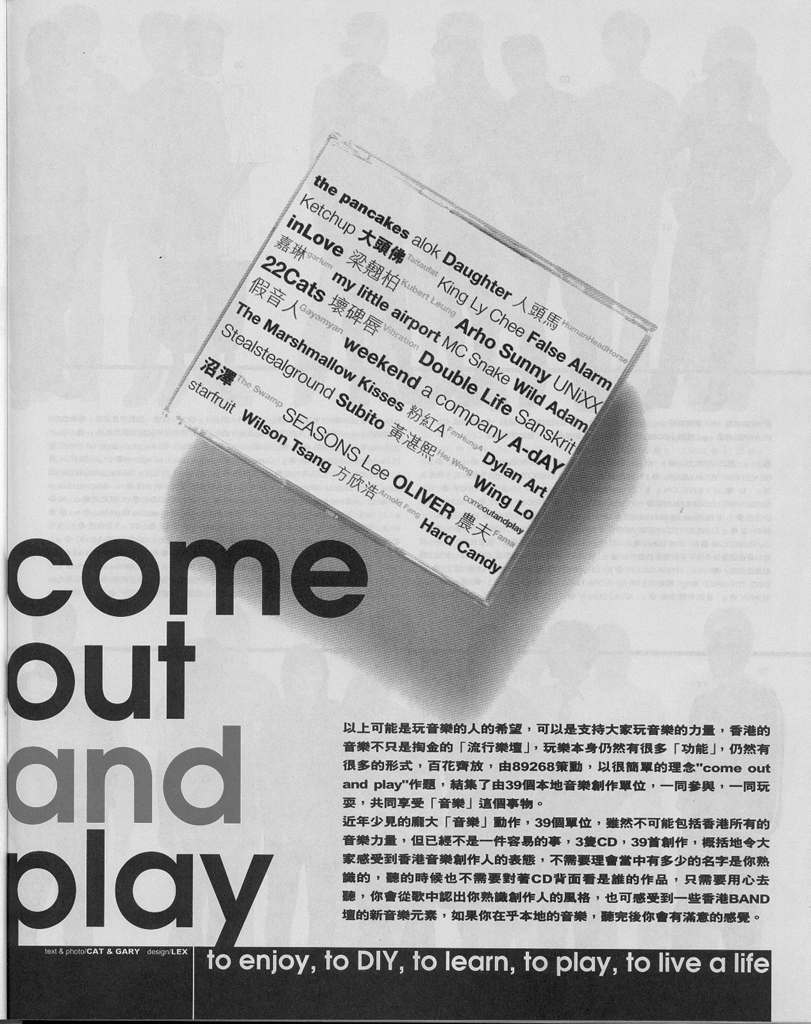 the pancakes alok Daughter 人頭馬 HumanHeadHorse
Ketchup 大頭佛 Taitaufat King Ly Chee False Alarm
inLove 梁翹柏 Kubert Leung Arho Sunny UNiXX
嘉琳 garlum my little airport MC Snake Wild Adam
22Cats 壞碑唇 Vibration Double Life Sanskrit
假音人 Gayamyan weekend a company A-dAY
The Marshmallow Kisses 粉紅A FanHungA Dylan Art
Stealstealground Subito 黃湛熙 Hei Wong Wing Lo
沼澤 The Swamp SEASONS Lee OLIVER comeoutandplay
starfruit Wilson Tsang 方欣浩 Arnold Fang 農夫 Fama
Hard Candy
come
out
and
play
以上可能是玩音樂的人的希望，可以是支持大家玩音樂的力量，香港的
音樂不只是掏金的「流行樂壇」，玩樂本身仍然有很多「功能」，仍然有
很多的形式，百花齊放，由89268策動，以很簡單的理念"come out
and play"作題，結集了由39個本地音樂創作單位，一同參與，一同玩
耍，共同享受「音樂」這個事物。
近年少見的龐大「音樂」動作，39個單位，雖然不可能包括香港所有的
音樂力量，但已經不是一件容易的事，3隻CD，39首創作，概括地令大
家感受到香港音樂創作人的表態，不需要理會當中有多少的名字是你熟
識的，聽的時候也不需要對著CD背面看是誰的作品，只需要用心去
聽，你會從歌中認出你熟識創作人的風格，也可感受到一些香港BAND
壇的新音樂元素，如果你在乎本地的音樂，聽完後你會有滿意的感覺。
text & photo/CAT & GARY design/LEX
to enjoy, to DIY, to learn, to play, to live a life